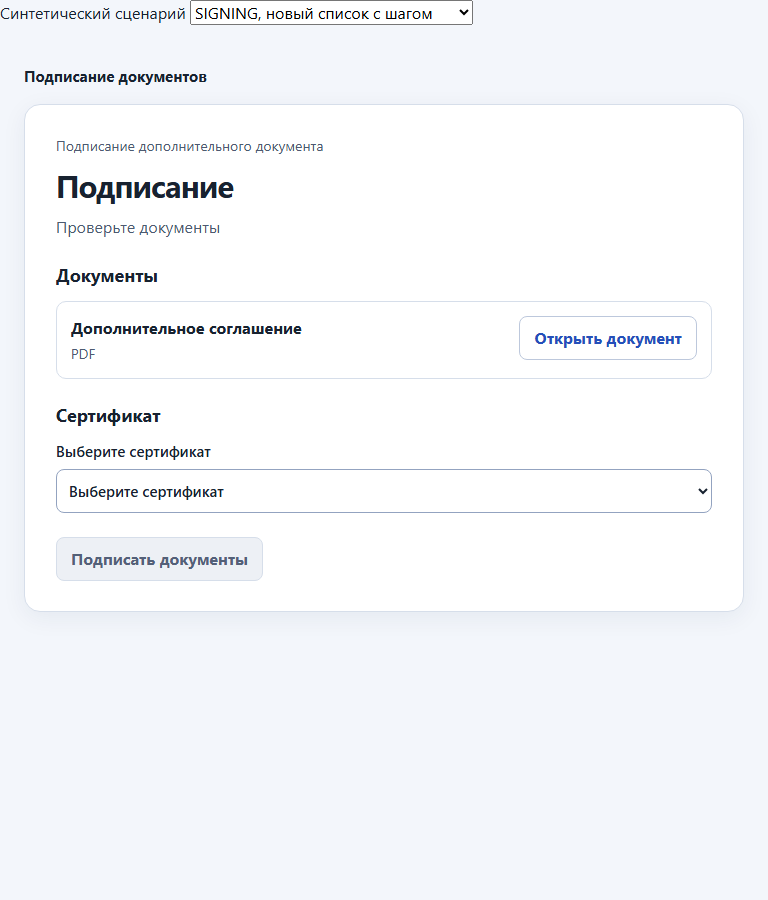 Синтетический сценарий SIGNING, новый список с шагом
Подписание документов
Подписание дополнительного документа
Подписание
Проверьте документы
Документы
Дополнительное соглашение
PDF
Открыть документ
Сертификат
Выберите сертификат
Выберите сертификат
Подписать документы